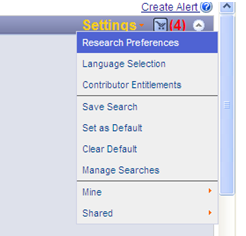 Create Alert ?
Settings (4)
Research Preferences
Language Selection
Contributor Entitlements
Save Search
Set as Default
Clear Default
Manage Searches
Mine
Shared